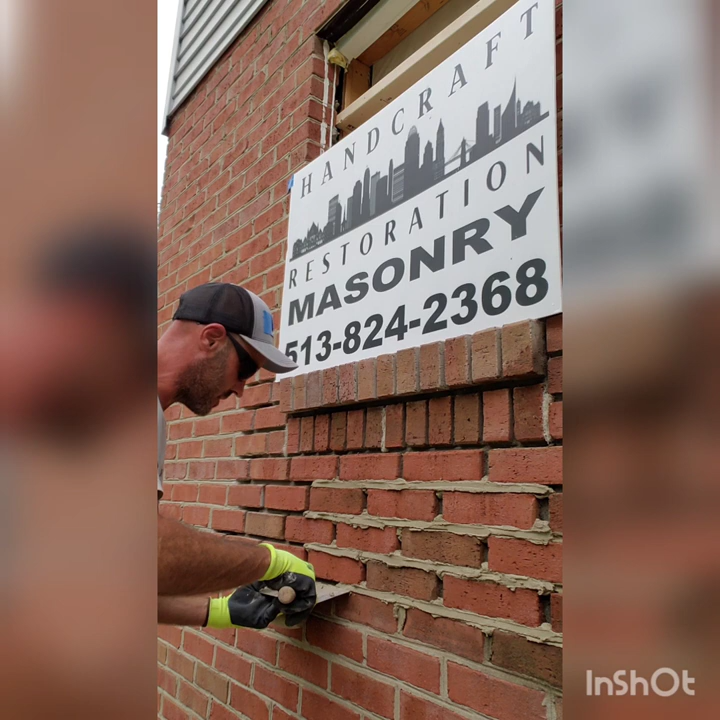 HANDCRAFT
RESTORATION
MASONRY
513-824-2368
InShOt